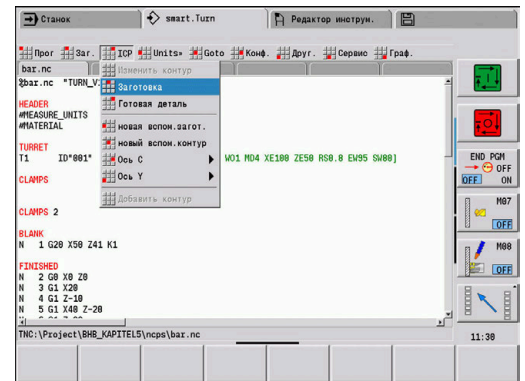 Станок
smart.Turn
Редактор инструм.
Прог Заг. ICP Units» Goto Конф. Друг. Сервис Граф.
bar.nc
Изменить контур
%bar.nc "TURN_V
Заготовка
HEADER
Готовая деталь
#MEASURE_UNITS
#MATERIAL
новая вспом.загот.
новый вспом.контур
TURRET
T1 ID"001" WO1 MD4 XE100 ZE50 RS0.8 EW95 SW80]
Ось C
Ось Y
CLAMPS
Добавить контур
CLAMPS 2
BLANK
N 1 G20 X50 Z41 K1
FINISHED
N 2 G0 X0 Z0
N 3 G1 X20
N 4 G1 Z-10
N 5 G1 X40 Z-20
TNC:\Project\BHB_KAPITEL5\ncps\bar.nc
END PGM
OFF
OFF ON
M07
OFF
M08
OFF
11:30